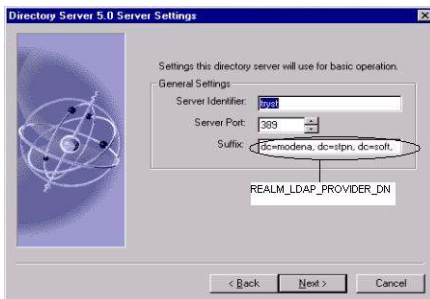 Directory Server 5.0 Server Settings
Settings this directory server will use for basic operation.
General Settings
Server Identifier: tryst
Server Port: 389
Suffix: dc=modena, dc=stpn, dc=soft,
REALM_LDAP_PROVIDER_DN
< Back Next > Cancel